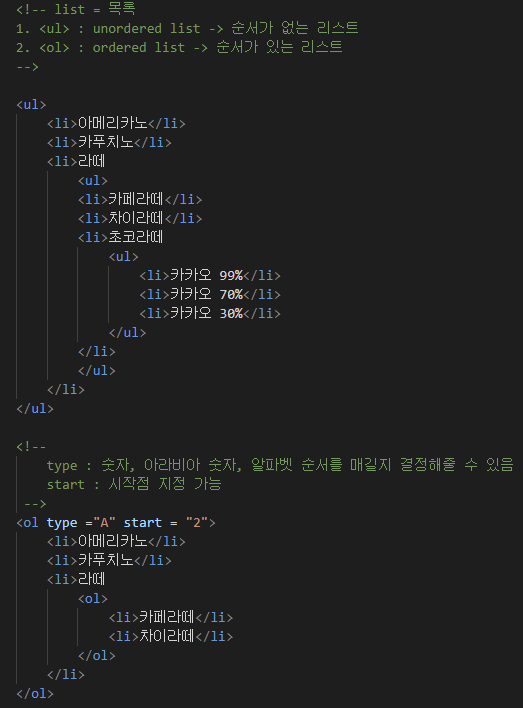 <!-- list = 목록
1. <ul> : unordered list -> 순서가 없는 리스트
2. <ol> : ordered list -> 순서가 있는 리스트
-->
<ul>
<li>아메리카노</li>
<li>카푸치노</li>
<li>라떼
<ul>
<li>카페라떼</li>
<li>차이라떼</li>
<li>초코라떼
<ul>
<li>카카오 99%</li>
<li>카카오 70%</li>
<li>카카오 30%</li>
</ul>
</li>
</ul>
</li>
</ul>
<!--
type : 숫자, 아라비아 숫자, 알파벳 순서를 매길지 결정해줄 수 있음
start : 시작점 지정 가능
-->
<ol type ="A" start = "2">
<li>아메리카노</li>
<li>카푸치노</li>
<li>라떼
<ol>
<li>카페라떼</li>
<li>차이라떼</li>
</ol>
</li>
</ol>